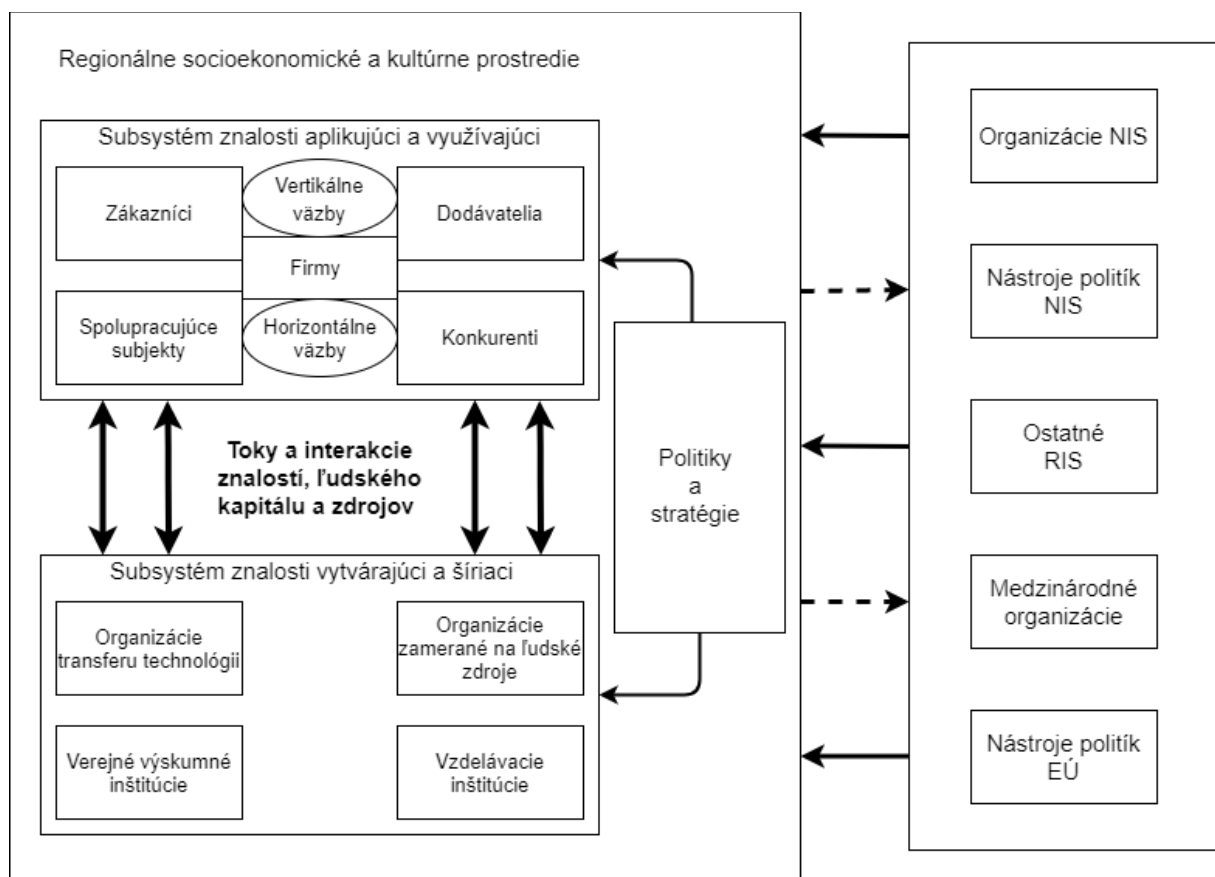 Regionálne socioekonomické a kultúrne prostredie
Subsystém znalosti aplikujúci a využívajúci
Zákazníci
Vertikálne
väzby
Dodávatelia
Firmy
Spolupracujúce
subjekty
Horizontálne
väzby
Konkurenti
Toky a interakcie
znalostí, ľudského
kapitálu a zdrojov
Subsystém znalosti vytvárajúci a šíriaci
Organizácie
transferu technológii
Organizácie
zamerané na ľudské
zdroje
Verejné výskumné
inštitúcie
Vzdelávacie
inštitúcie
Politiky
a
stratégie
Organizácie NIS
Nástroje politík
NIS
Ostatné
RIS
Medzinárodné
organizácie
Nástroje politík
EÚ